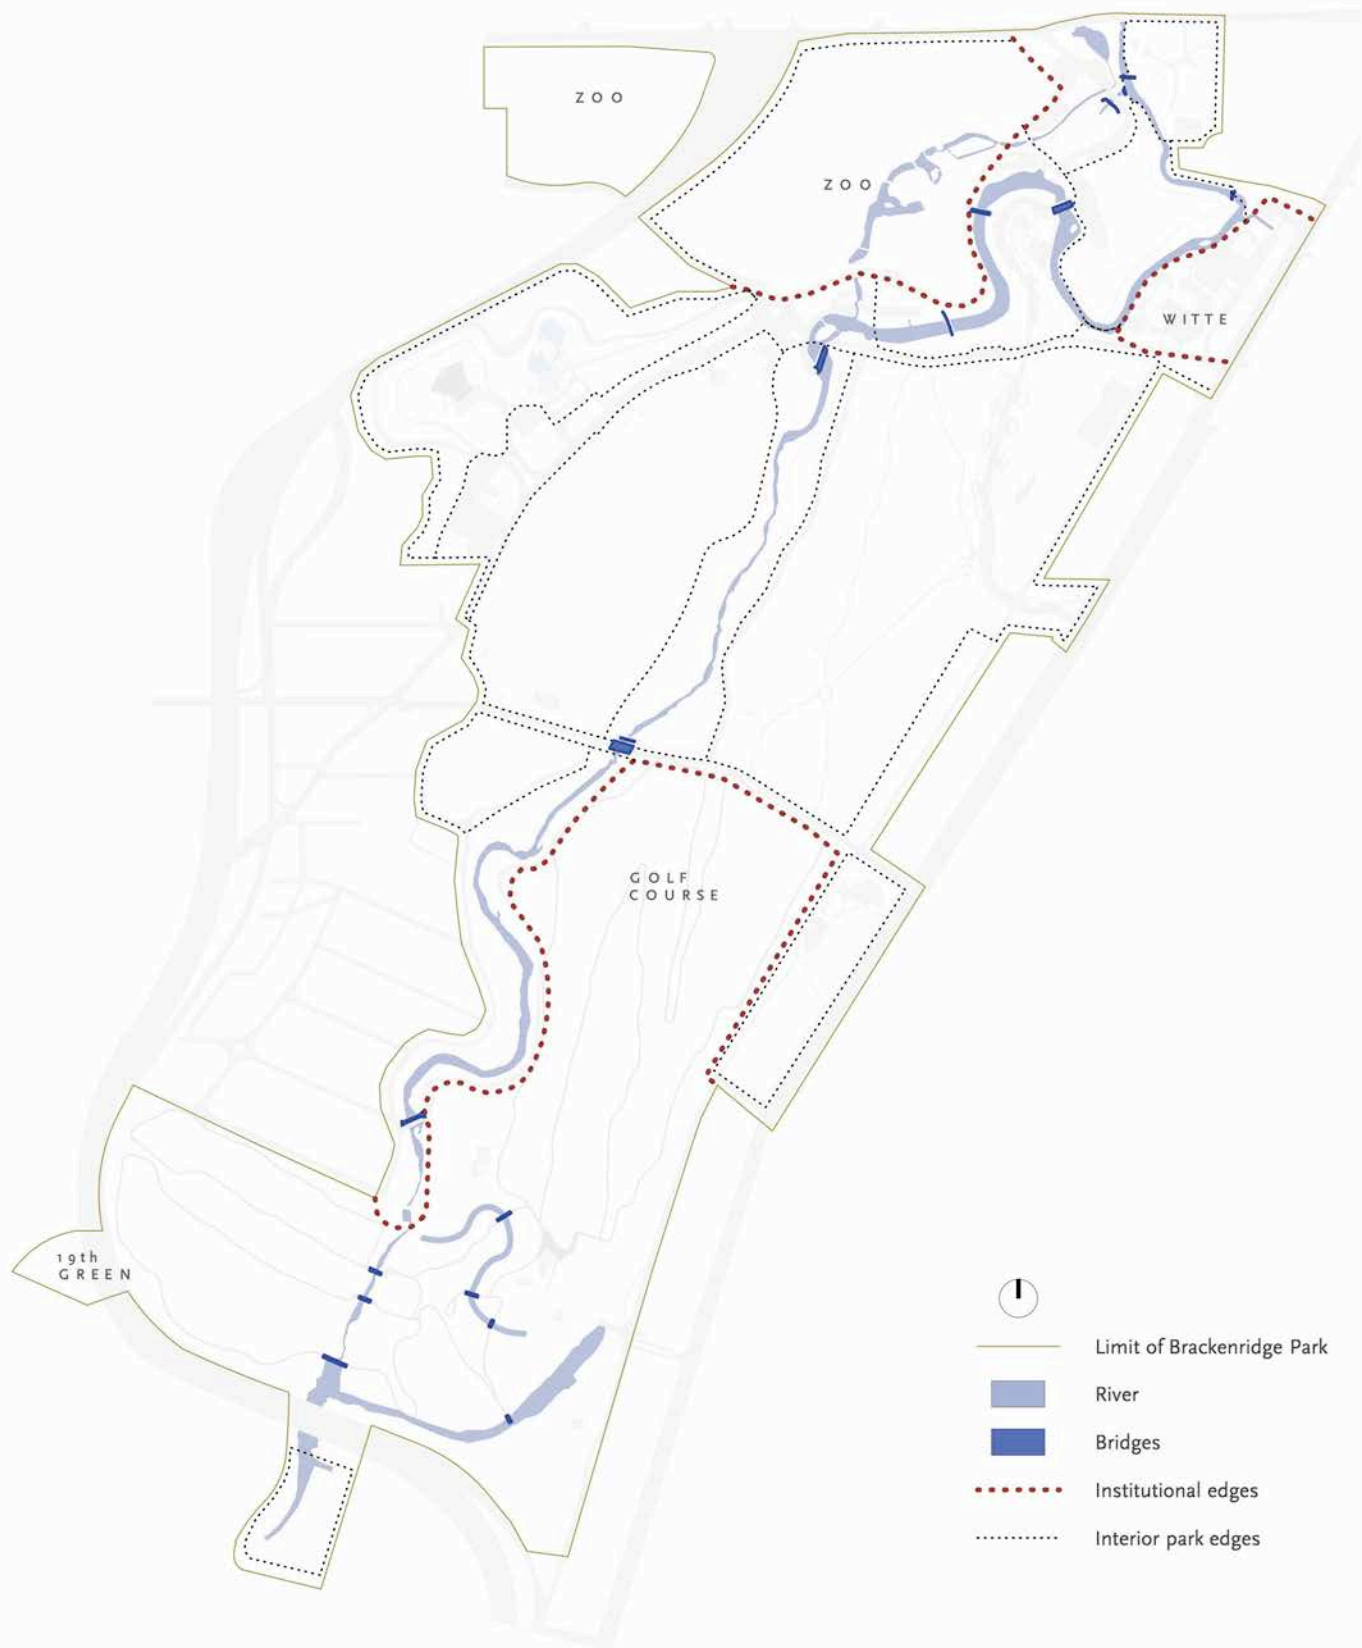 ZOO
ZOO
WITTE
GOLF
COURSE
19th
GREEN
Limit of Brackenridge Park
River
Bridges
Institutional edges
Interior park edges